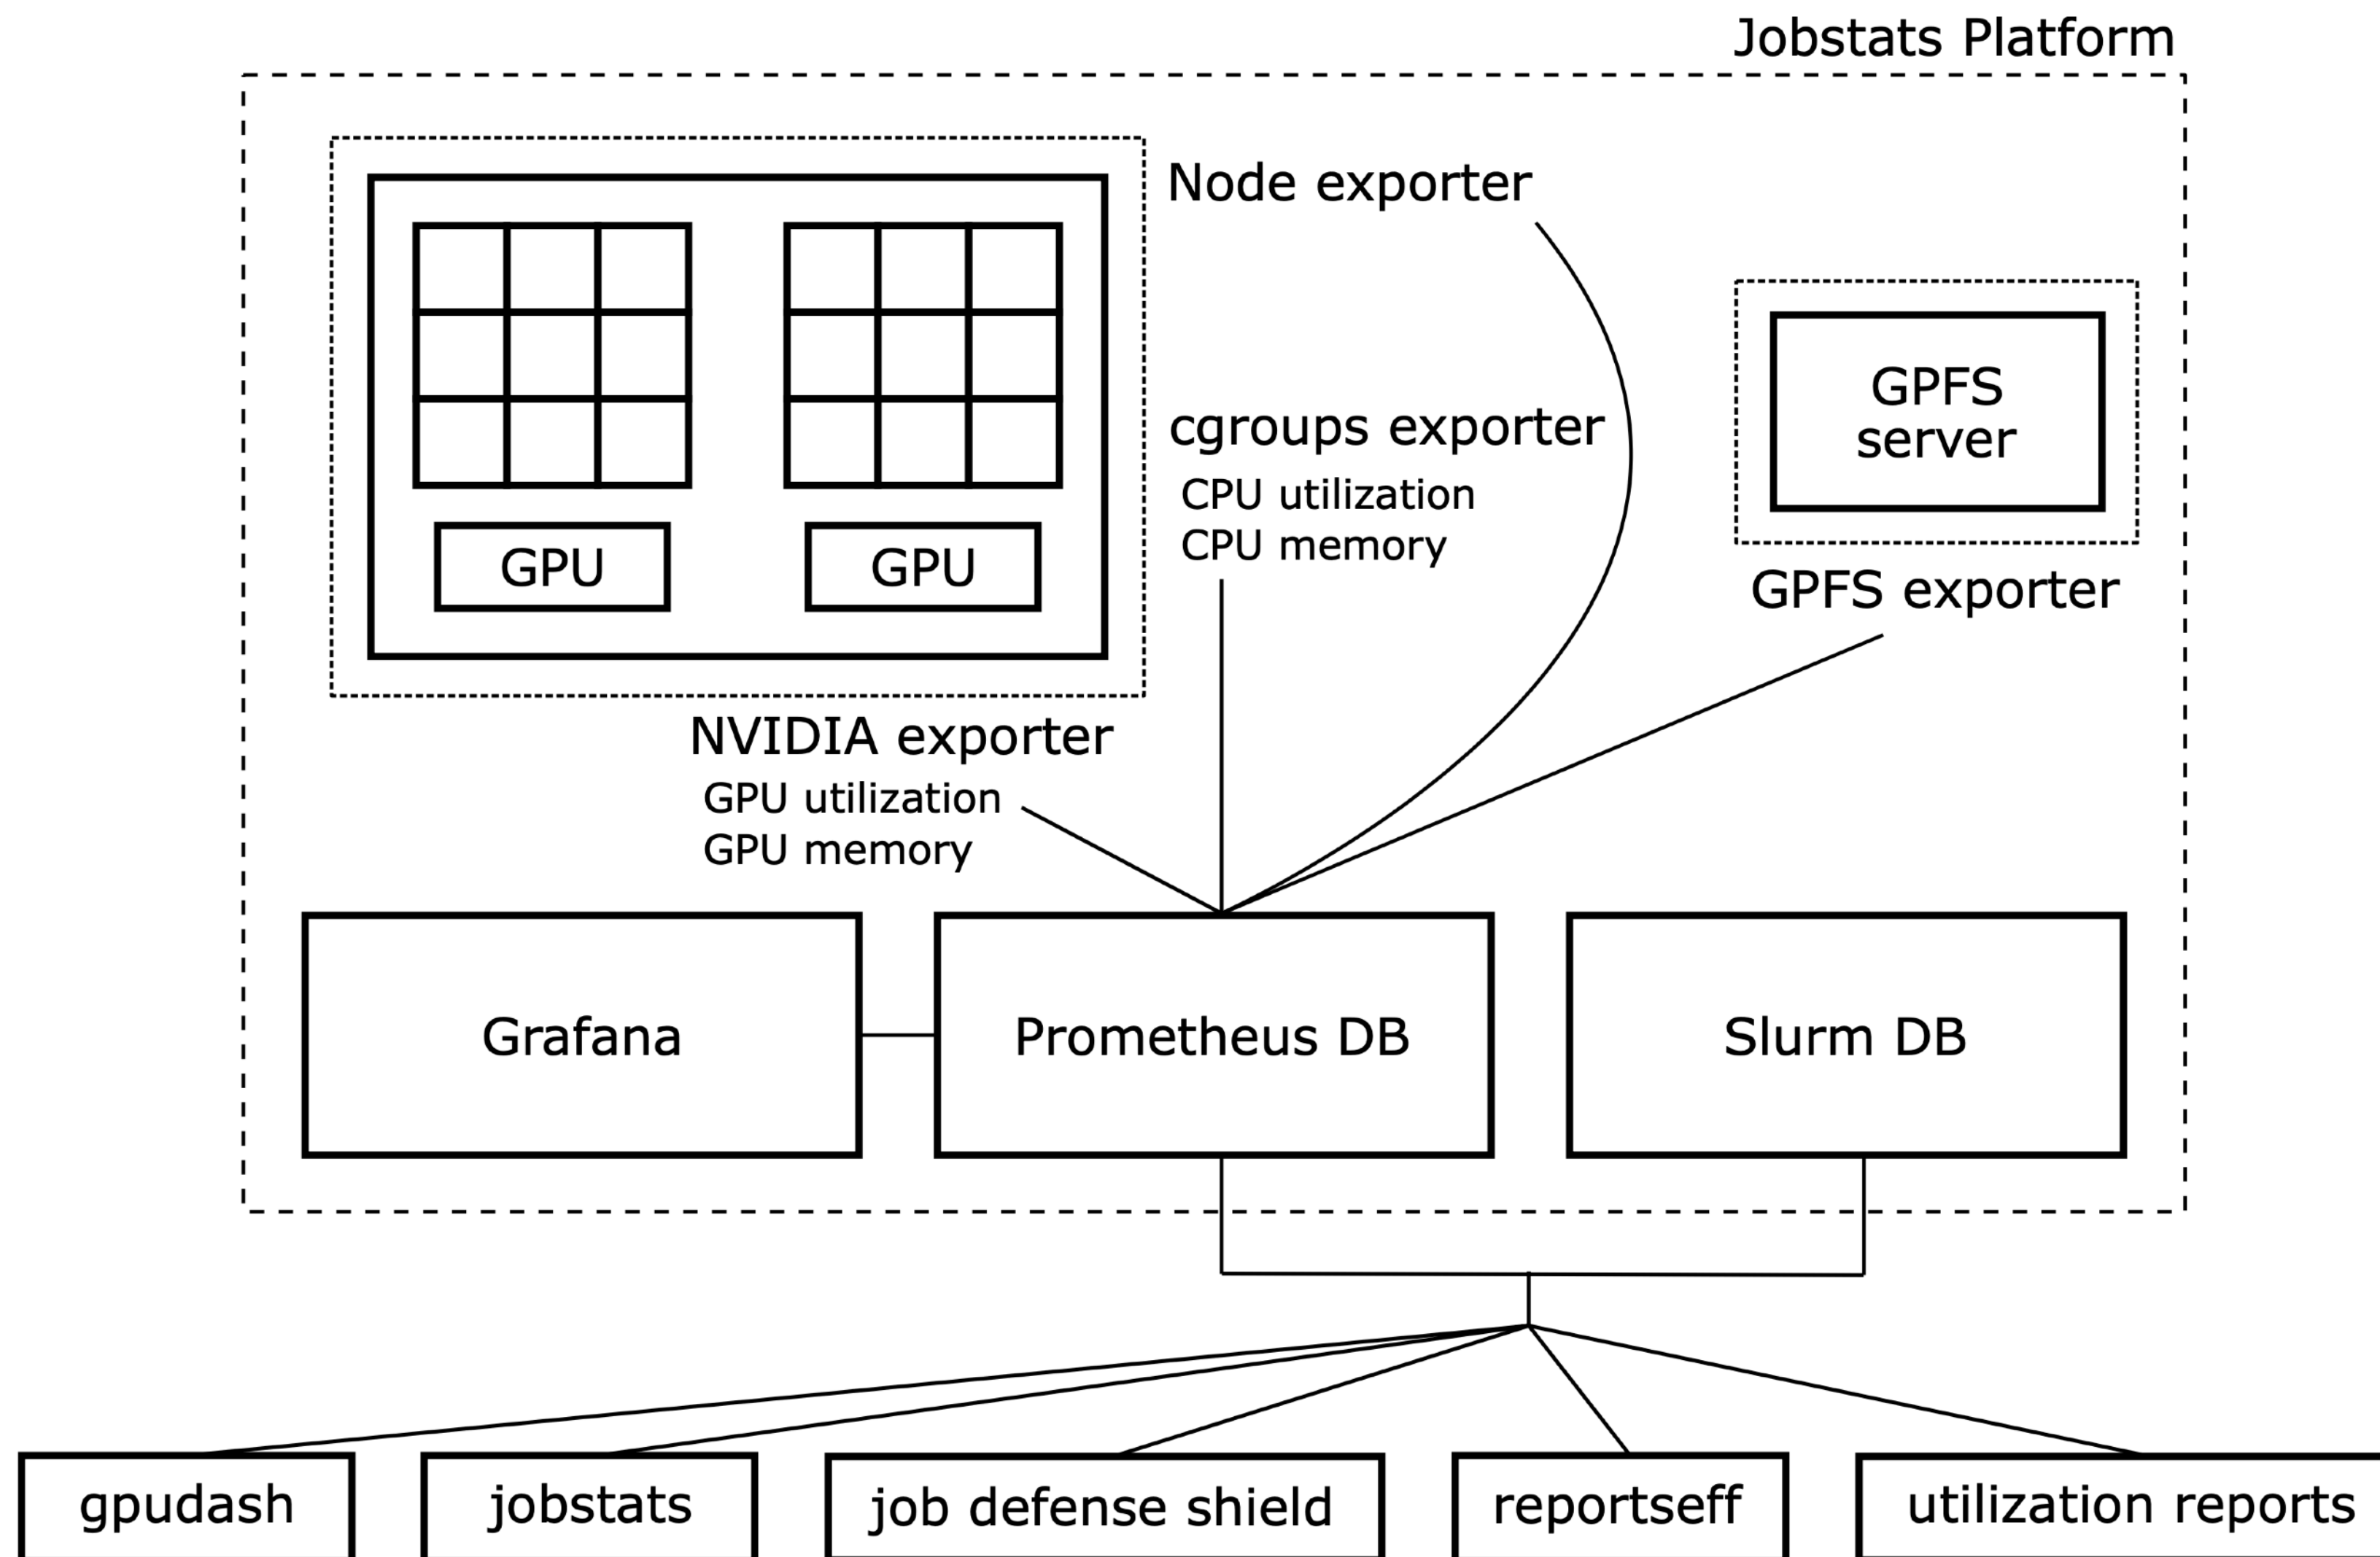 Jobstats Platform
Node exporter
cgroups exporter
CPU utilization
CPU memory
GPU
GPU
GPFS
server
GPFS exporter
NVIDIA exporter
GPU utilization
GPU memory
Grafana
Prometheus DB
Slurm DB
gpudash
jobstats
job defense shield
reportseff
utilization reports